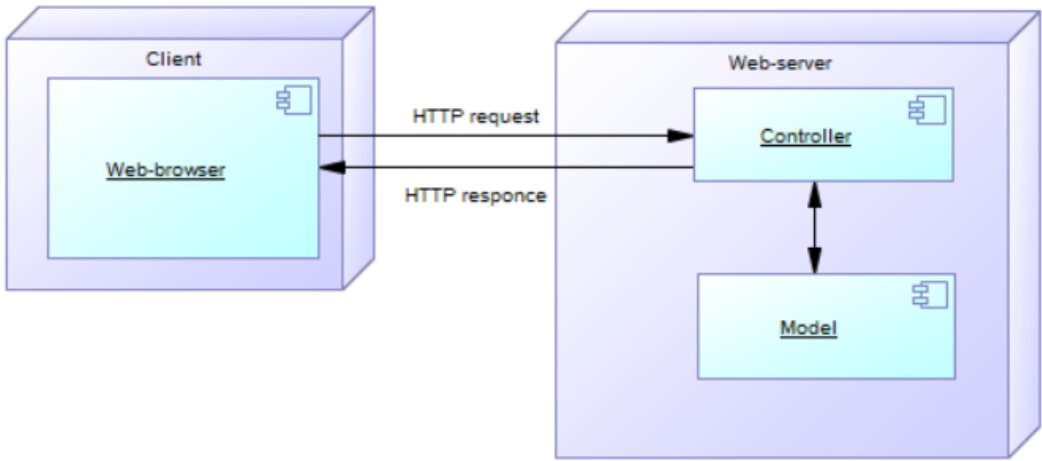 Client
Web-browser
HTTP request
HTTP responce
Web-server
Controller
Model